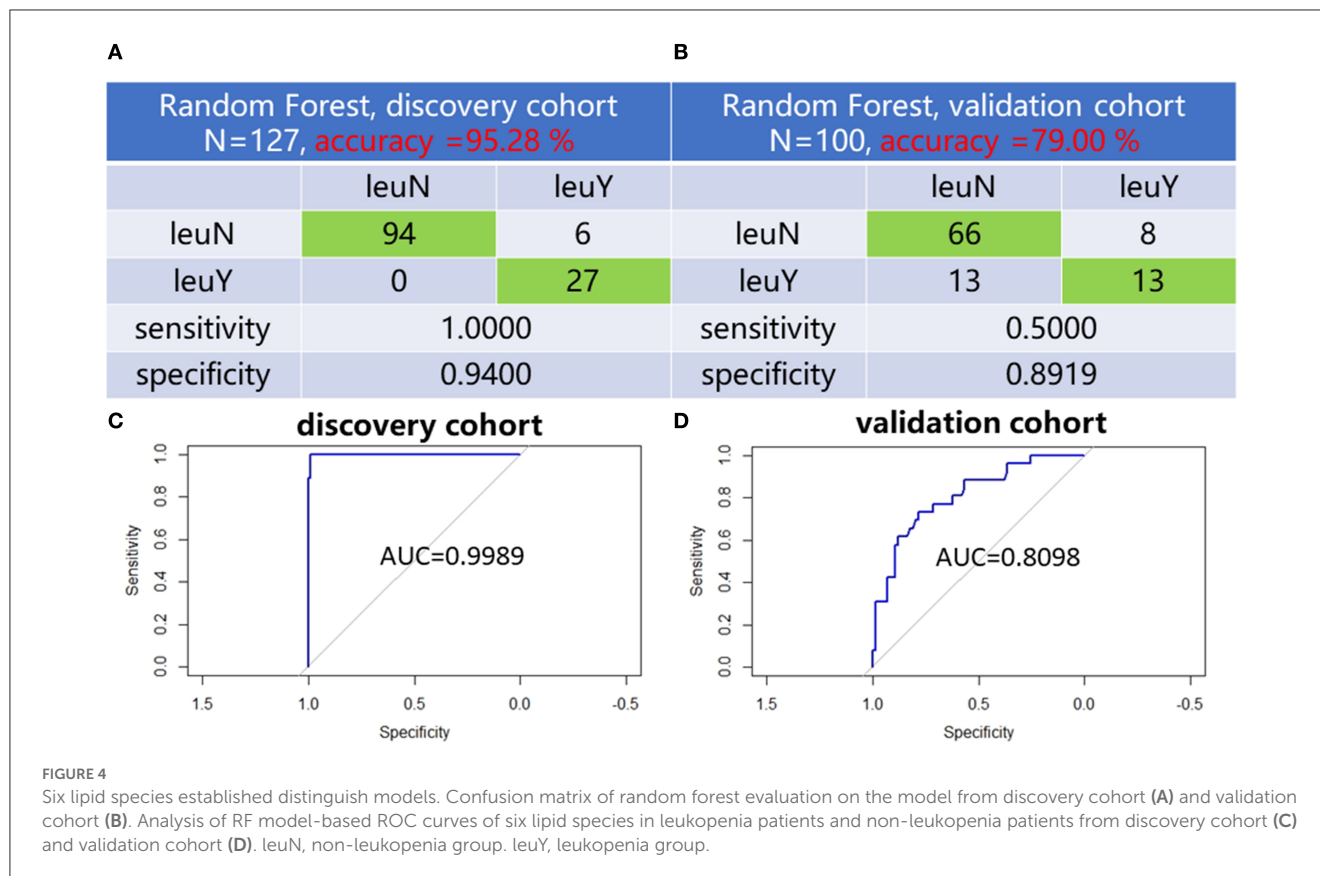 A
B
Random Forest, discovery cohort
N=127, accuracy =95.28 %
Random Forest, validation cohort
N=100, accuracy =79.00 %
leuN leuY
leuN 94 6
leuY 0 27
sensitivity 1.0000
specificity 0.9400
leuN leuY
leuN 66 8
leuY 13 13
sensitivity 0.5000
specificity 0.8919
C
discovery cohort
Sensitivity
1.0
0.8
0.6
0.4
0.2
0.0
AUC=0.9989
1.5 1.0 0.5 0.0 -0.5
Specificity
D
validation cohort
Sensitivity
1.0
0.8
0.6
0.4
0.2
0.0
AUC=0.8098
1.5 1.0 0.5 0.0 -0.5
Specificity
FIGURE 4
Six lipid species established distinguish models. Confusion matrix of random forest evaluation on the model from discovery cohort (A) and validation
cohort (B). Analysis of RF model-based ROC curves of six lipid species in leukopenia patients and non-leukopenia patients from discovery cohort (C)
and validation cohort (D). leuN, non-leukopenia group. leuY, leukopenia group.